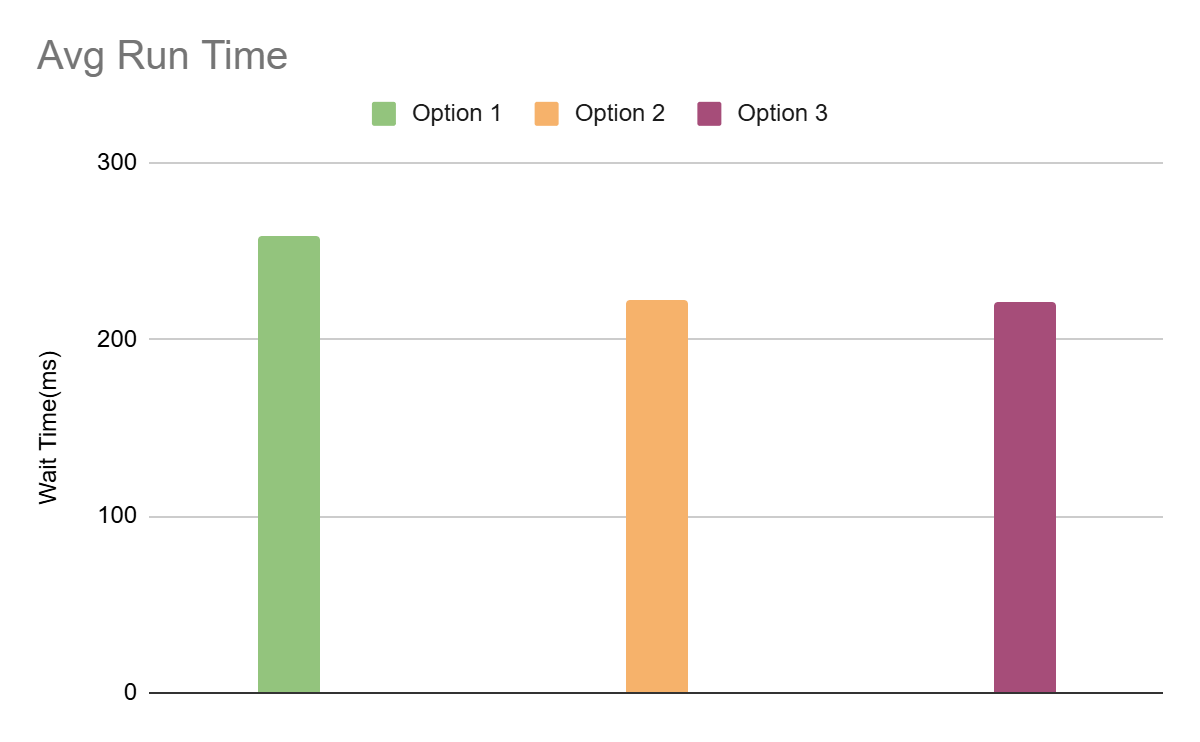 Avg Run Time
Option 1 Option 2 Option 3
300
200
100
0
Wait Time(ms)